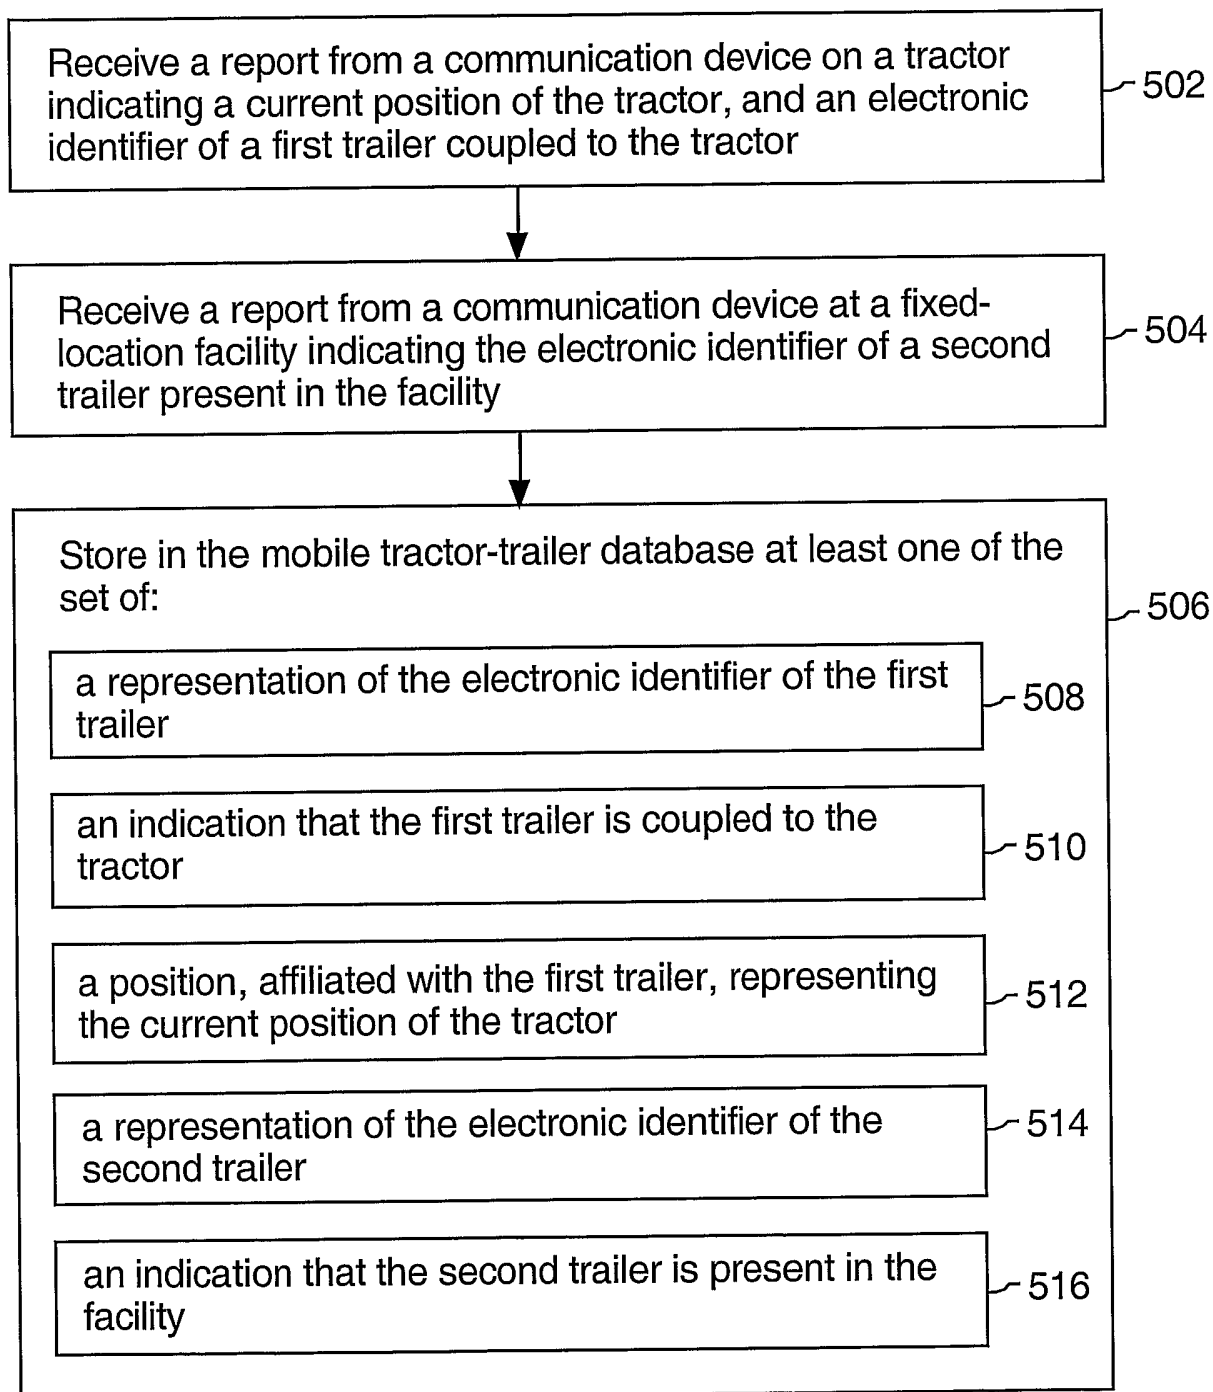 Receive a report from a communication device on a tractor
indicating a current position of the tractor, and an electronic
identifier of a first trailer coupled to the tractor
502
Receive a report from a communication device at a fixed-
location facility indicating the electronic identifier of a second
trailer present in the facility
504
Store in the mobile tractor-trailer database at least one of the
set of:
506
a representation of the electronic identifier of the first
trailer
508
an indication that the first trailer is coupled to the
tractor
510
a position, affiliated with the first trailer, representing
the current position of the tractor
512
a representation of the electronic identifier of the
second trailer
514
an indication that the second trailer is present in the
facility
516